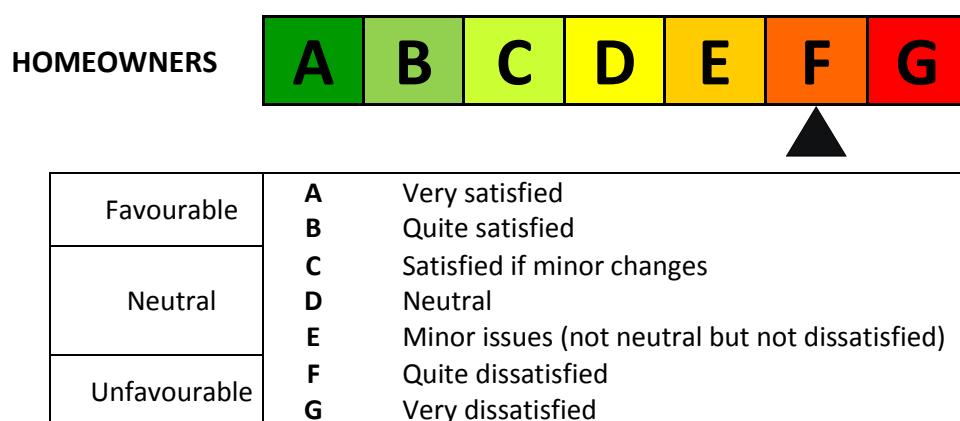 HOMEOWNERS A B C D E F G
Favourable
A Very satisfied
B Quite satisfied
Neutral
C Satisfied if minor changes
D Neutral
E Minor issues (not neutral but not dissatisfied)
Unfavourable
F Quite dissatisfied
G Very dissatisfied